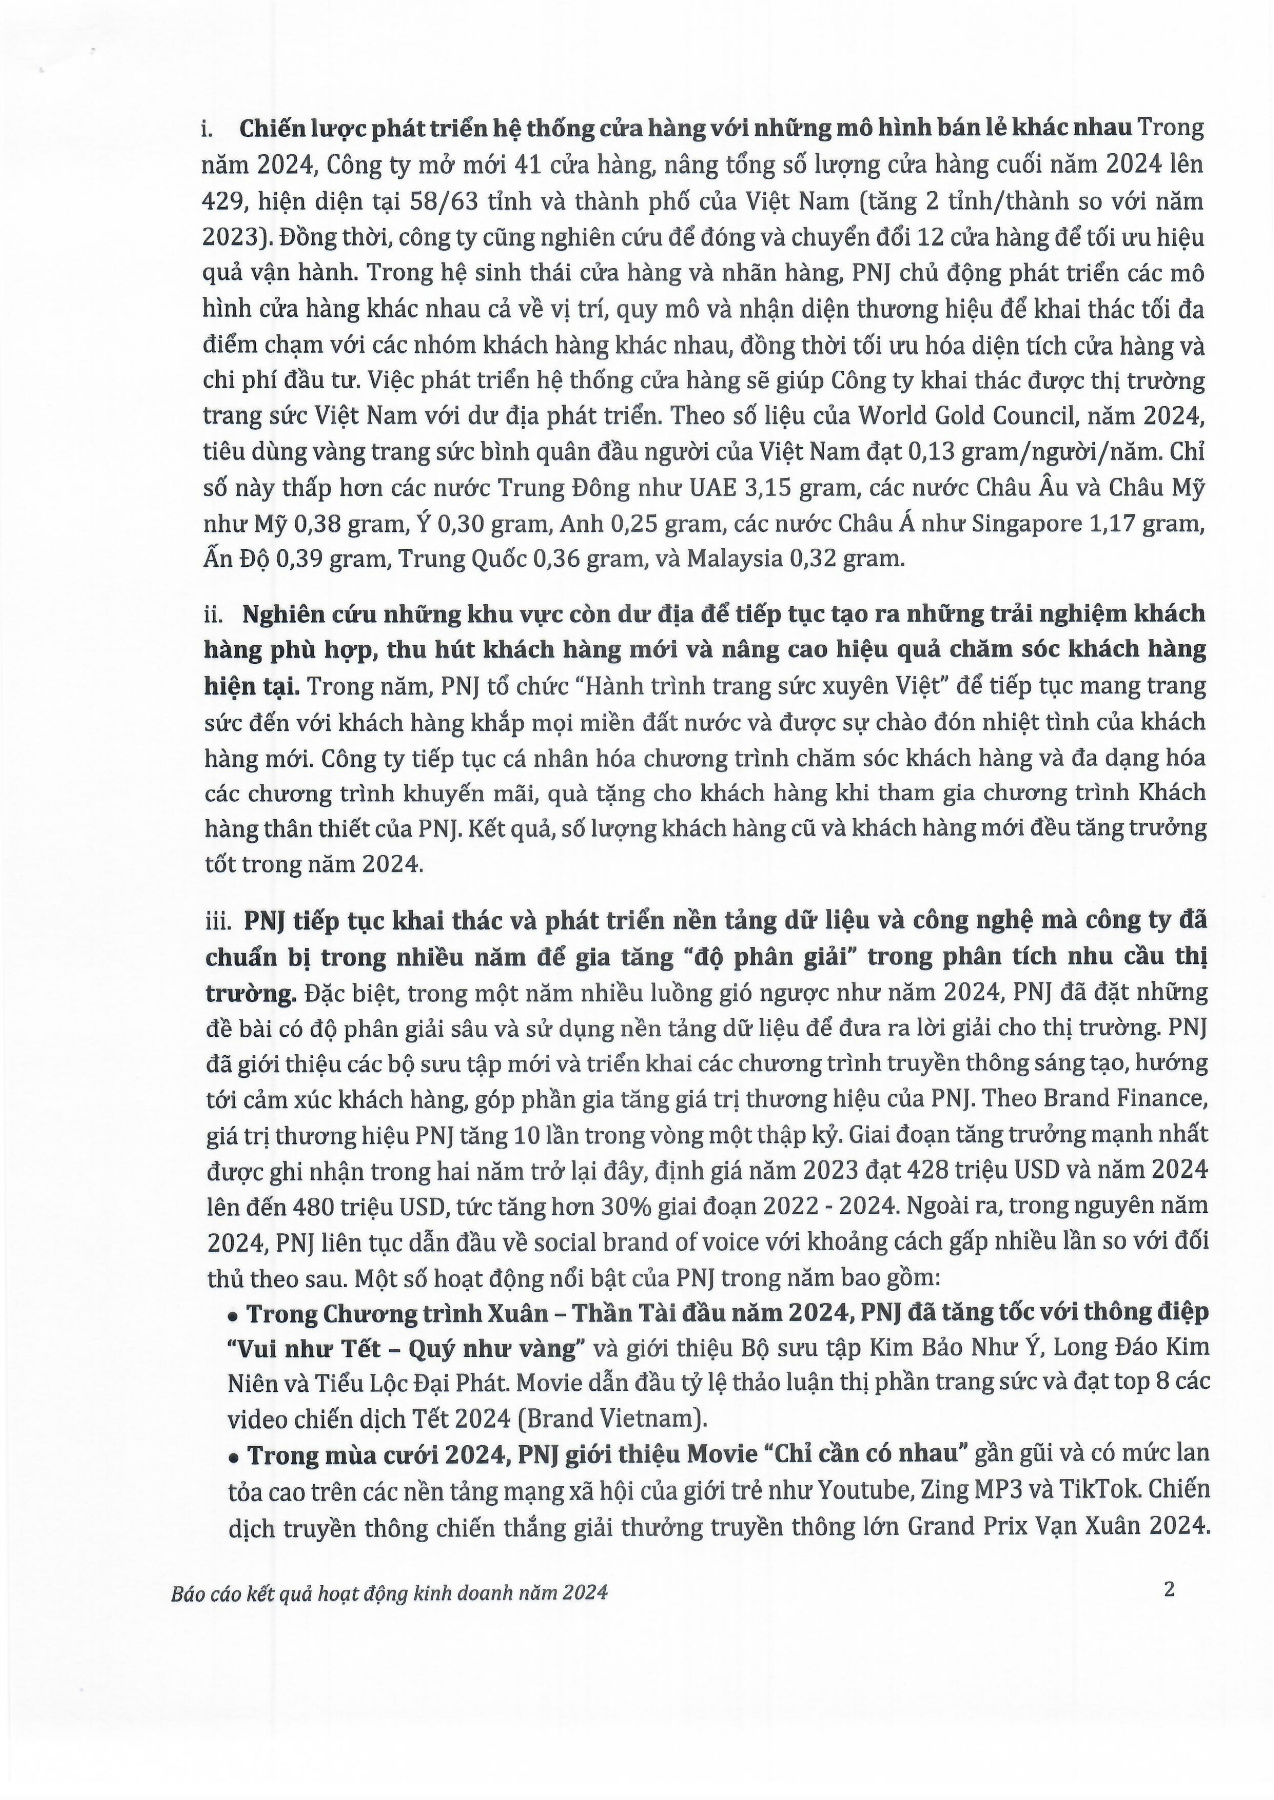 i. Chiến lược phát triển hệ thống cửa hàng với những mô hình bán lẻ khác nhau Trong
năm 2024, Công ty mở mới 41 cửa hàng, nâng tổng số lượng cửa hàng cuối năm 2024 lên
429, hiện diện tại 58/63 tỉnh và thành phố của Việt Nam (tăng 2 tỉnh/thành so với năm
2023). Đồng thời, công ty cũng nghiên cứu để đóng và chuyển đổi 12 cửa hàng để tối ưu hiệu
quả vận hành. Trong hệ sinh thái cửa hàng và nhãn hàng, PNJ chủ động phát triển các mô
hình cửa hàng khác nhau cả về vị trí, quy mô và nhận diện thương hiệu để khai thác tối đa
điểm chạm với các nhóm khách hàng khác nhau, đồng thời tối ưu hóa diện tích cửa hàng và
chi phí đầu tư. Việc phát triển hệ thống cửa hàng sẽ giúp Công ty khai thác được thị trường
trang sức Việt Nam với dư địa phát triển. Theo số liệu của World Gold Council, năm 2024,
tiêu dùng vàng trang sức bình quân đầu người của Việt Nam đạt 0,13 gram/người/năm. Chỉ
số này thấp hơn các nước Trung Đông như UAE 3,15 gram, các nước Châu Âu và Châu Mỹ
như Mỹ 0,38 gram, Ý 0,30 gram, Anh 0,25 gram, các nước Châu Á như Singapore 1,17 gram,
Ấn Độ 0,39 gram, Trung Quốc 0,36 gram, và Malaysia 0,32 gram.
ii. Nghiên cứu những khu vực còn dư địa để tiếp tục tạo ra những trải nghiệm khách
hàng phù hợp, thu hút khách hàng mới và nâng cao hiệu quả chăm sóc khách hàng
hiện tại. Trong năm, PNJ tổ chức “Hành trình trang sức xuyên Việt” để tiếp tục mang trang
sức đến với khách hàng khắp mọi miền đất nước và được sự chào đón nhiệt tình của khách
hàng mới. Công ty tiếp tục cá nhân hóa chương trình chăm sóc khách hàng và đa dạng hóa
các chương trình khuyến mãi, quà tặng cho khách hàng khi tham gia chương trình Khách
hàng thân thiết của PNJ. Kết quả, số lượng khách hàng cũ và khách hàng mới đều tăng trưởng
tốt trong năm 2024.
iii. PNJ tiếp tục khai thác và phát triển nền tảng dữ liệu và công nghệ mà công ty đã
chuẩn bị trong nhiều năm để gia tăng “độ phân giải” trong phân tích nhu cầu thị
trường. Đặc biệt, trong một năm nhiều luồng gió ngược như năm 2024, PNJ đã đặt những
đề bài có độ phân giải sâu và sử dụng nền tảng dữ liệu để đưa ra lời giải cho thị trường. PNJ
đã giới thiệu các bộ sưu tập mới và triển khai các chương trình truyền thông sáng tạo, hướng
tới cảm xúc khách hàng, góp phần gia tăng giá trị thương hiệu của PNJ. Theo Brand Finance,
giá trị thương hiệu PNJ tăng 10 lần trong vòng một thập kỷ. Giai đoạn tăng trưởng mạnh nhất
được ghi nhận trong hai năm trở lại đây, định giá năm 2023 đạt 428 triệu USD và năm 2024
lên đến 480 triệu USD, tức tăng hơn 30% giai đoạn 2022 - 2024. Ngoài ra, trong nguyên năm
2024, PNJ liên tục dẫn đầu về social brand of voice với khoảng cách gấp nhiều lần so với đối
thủ theo sau. Một số hoạt động nổi bật của PNJ trong năm bao gồm:
• Trong Chương trình Xuân – Thần Tài đầu năm 2024, PNJ đã tăng tốc với thông điệp
“Vui như Tết – Quý như vàng” và giới thiệu Bộ sưu tập Kim Bảo Như Ý, Long Đáo Kim
Niên và Tiểu Lộc Đại Phát. Movie dẫn đầu tỷ lệ thảo luận thị phần trang sức và đạt top 8 các
video chiến dịch Tết 2024 (Brand Vietnam).
• Trong mùa cưới 2024, PNJ giới thiệu Movie “Chỉ cần có nhau” gần gũi và có mức lan
tỏa cao trên các nền tảng mạng xã hội của giới trẻ như Youtube, Zing MP3 và TikTok. Chiến
dịch truyền thông chiến thắng giải thưởng truyền thông lớn Grand Prix Vạn Xuân 2024.
Báo cáo kết quả hoạt động kinh doanh năm 2024
2